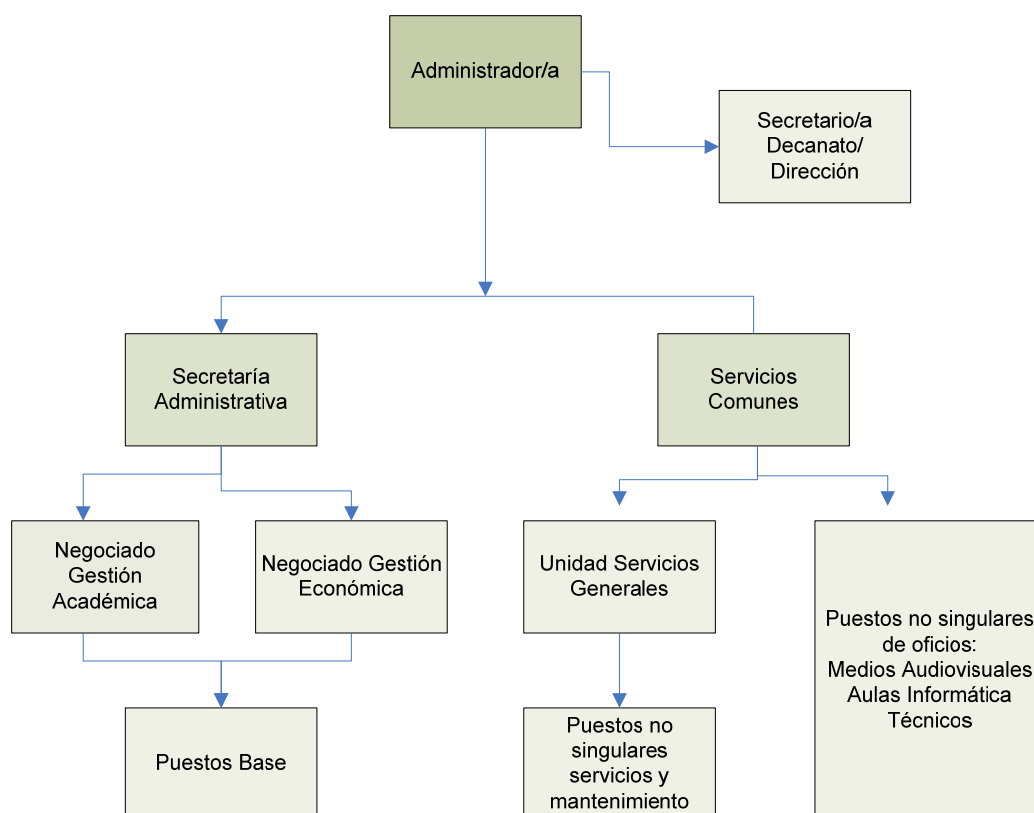 Administrador/a
Secretario/a
Decanato/
Dirección
Secretaría
Administrativa
Servicios
Comunes
Negocíado
Gestión
Académica
Negociado Gestión
Económica
Unidad Servicios
Generales
Puestos no singulares
de oficios:
Medios Audiovisuales
Aulas Informática
Técnicos
Puestos Base
Puestos no
singulares
servicios y
mantenimiento